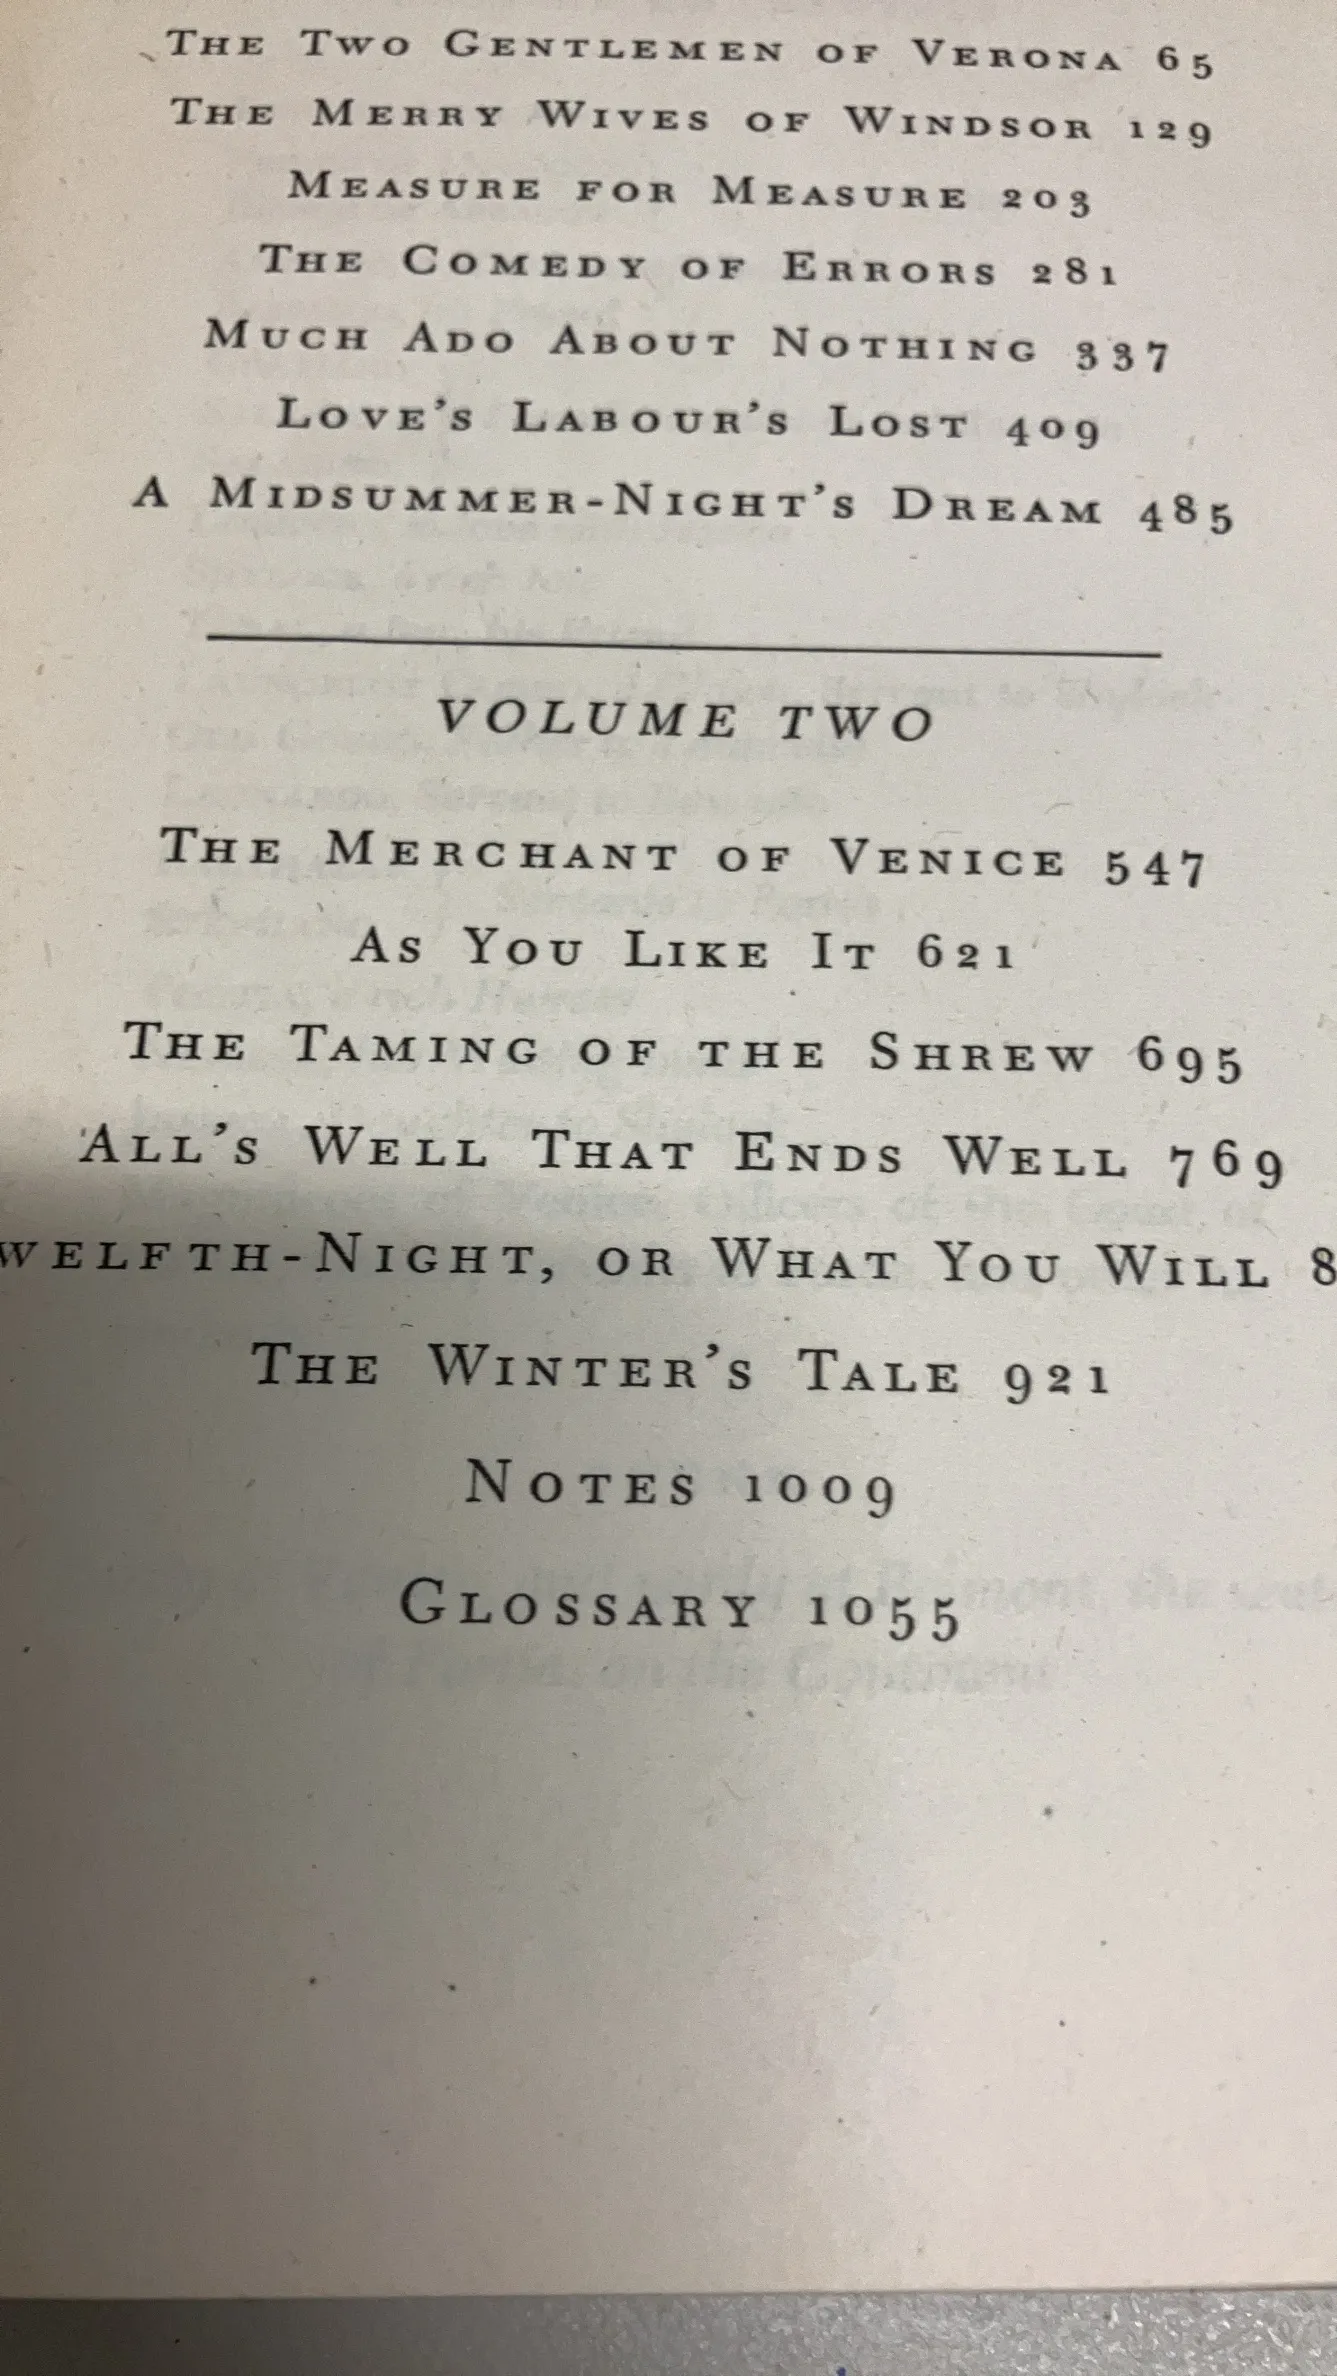 The Two Gentlemen of Verona 65
The Merry Wives of Windsor 129
Measure for Measure 203
The Comedy of Errors 281
Much Ado About Nothing 337
Love's Labour's Lost 409
A Midsummer-Night's Dream 485
VOLUME TWO
The Merchant of Venice 547
As You Like It 621
The Taming of the Shrew 695
All's Well That Ends Well 769
welfth-Night, or What You Will 8
The Winter's Tale 921
Notes 1009
Glossary 1055